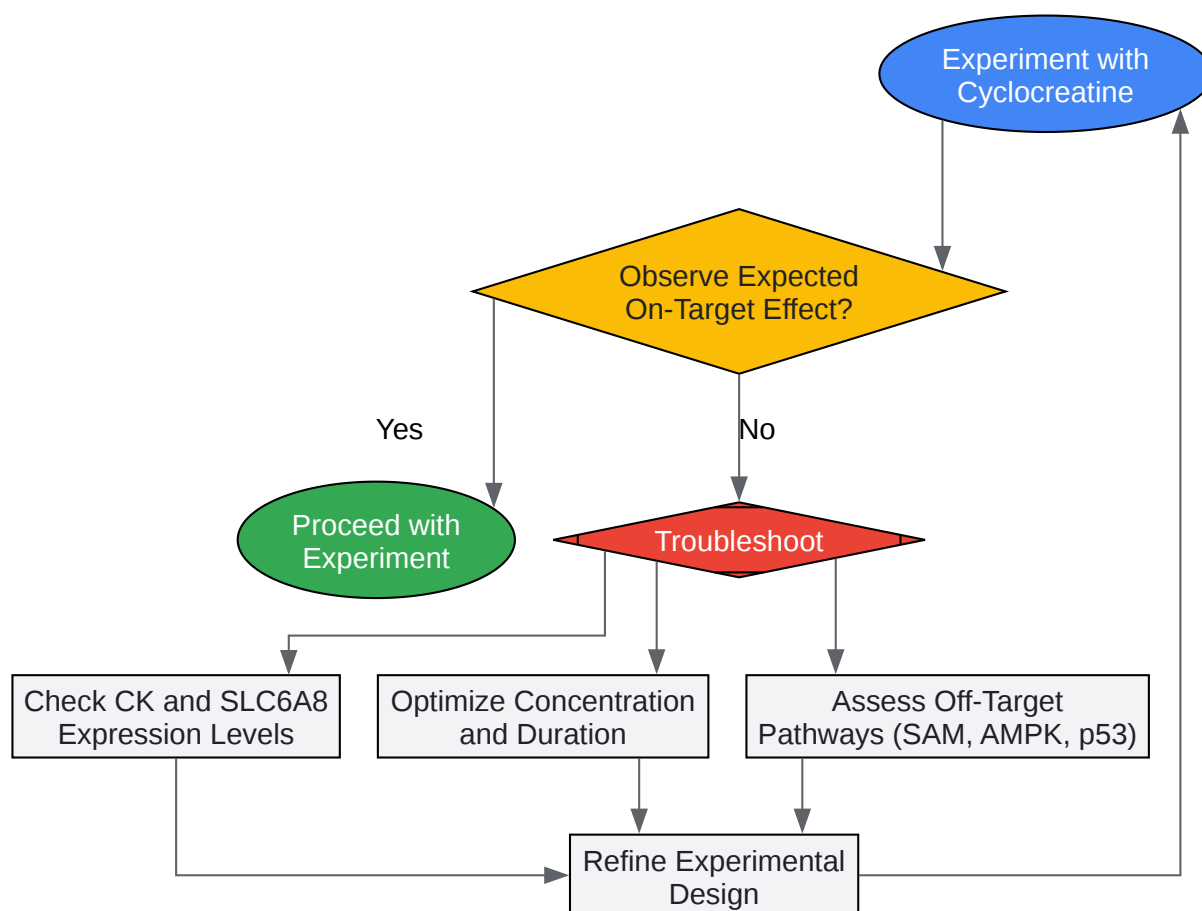 Experiment with
Cyclocreatine
Observe Expected
On-Target Effect?
Yes
No
Proceed with
Experiment
Troubleshoot
Check CK and SLC6A8
Expression Levels
Optimize Concentration
and Duration
Assess Off-Target
Pathways (SAM, AMPK, p53)
Refine Experimental
Design